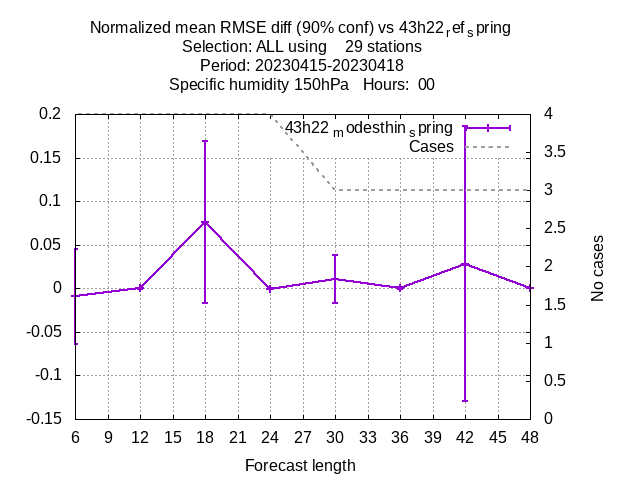 Normalized mean RMSE diff (90% conf) vs 43h22refspring
Selection: ALL using 29 stations
Period: 20230415-20230418
Specific humidity 150hPa Hours: 00
43h22modesthinspring
Cases
0.2
0.15
0.1
0.05
0
-0.05
-0.1
-0.15
4
3.5
3
2.5
2
1.5
1
0.5
0
No cases
6 9 12 15 18 21 24 27 30 33 36 39 42 45 48
Forecast length